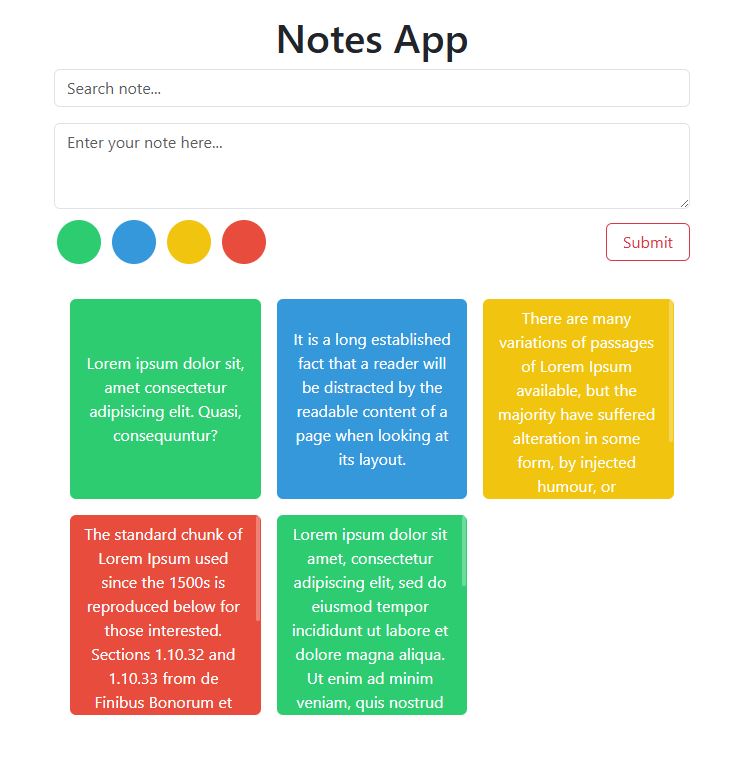 Notes App
Search note...
Enter your note here...
Submit
Lorem ipsum dolor sit,
amet consectetur
adipisicing elit. Quasi,
consequuntur?
It is a long established
fact that a reader will
be distracted by the
readable content of a
page when looking at
its layout.
There are many
variations of passages
of Lorem Ipsum
available, but the
majority have suffered
alteration in some
form, by injected
humour, or
The standard chunk of
Lorem Ipsum used
since the 1500s is
reproduced below for
those interested.
Sections 1.10.32 and
1.10.33 from de
Finibus Bonorum et
Lorem ipsum dolor sit
amet, consectetur
adipiscing elit, sed do
eiusmod tempor
incididunt ut labore et
dolore magna aliqua.
Ut enim ad minim
veniam, quis nostrud